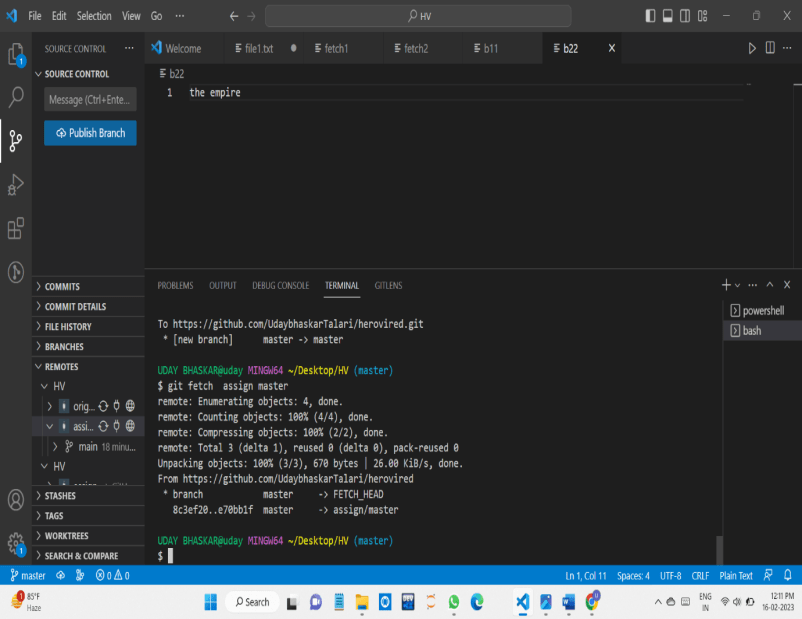 File Edit Selection View Go ··· HV
SOURCE CONTROL ···
Welcome file1.txt fetch1 fetch2 b11 b22
SOURCE CONTROL
Message (Ctrl+Ente...
Publish Branch
b22
1 the empire
COMMITS
COMMIT DETAILS
FILE HISTORY
BRANCHES
REMOTES
HV
orig...
assi...
main 18 minu...
HV
STASHES
TAGS
WORKTREES
SEARCH & COMPARE
1
1
PROBLEMS OUTPUT DEBUG CONSOLE TERMINAL GITLENS
powershell
bash
To https://github.com/UdaybhaskarTalari/herovired.git
* [new branch] master -> master
UDAY BHASKAR@uday MINGW64 ~/Desktop/HV (master)
$ git fetch assign master
remote: Enumerating objects: 4, done.
remote: Counting objects: 100% (4/4), done.
remote: Compressing objects: 100% (2/2), done.
remote: Total 3 (delta 1), reused 0 (delta 0), pack-reused 0
Unpacking objects: 100% (3/3), 670 bytes | 26.00 KiB/s, done.
From https://github.com/UdaybhaskarTalari/herovired
* branch master -> FETCH_HEAD
8c3ef20..e70bb1f master -> assign/master
UDAY BHASKAR@uday MINGW64 ~/Desktop/HV (master)
$
master 0 0 Ln 1, Col 11 Spaces: 4 UTF-8 CRLF Plain Text
1 85°F
Haze
Search
ENG
IN
12:11 PM
16-02-2023